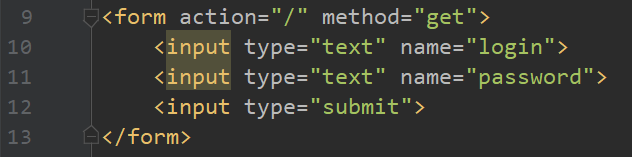 9 <form action="/" method="get">
10 <input type="text" name="login">
11 <input type="text" name="password">
12 <input type="submit">
13 </form>